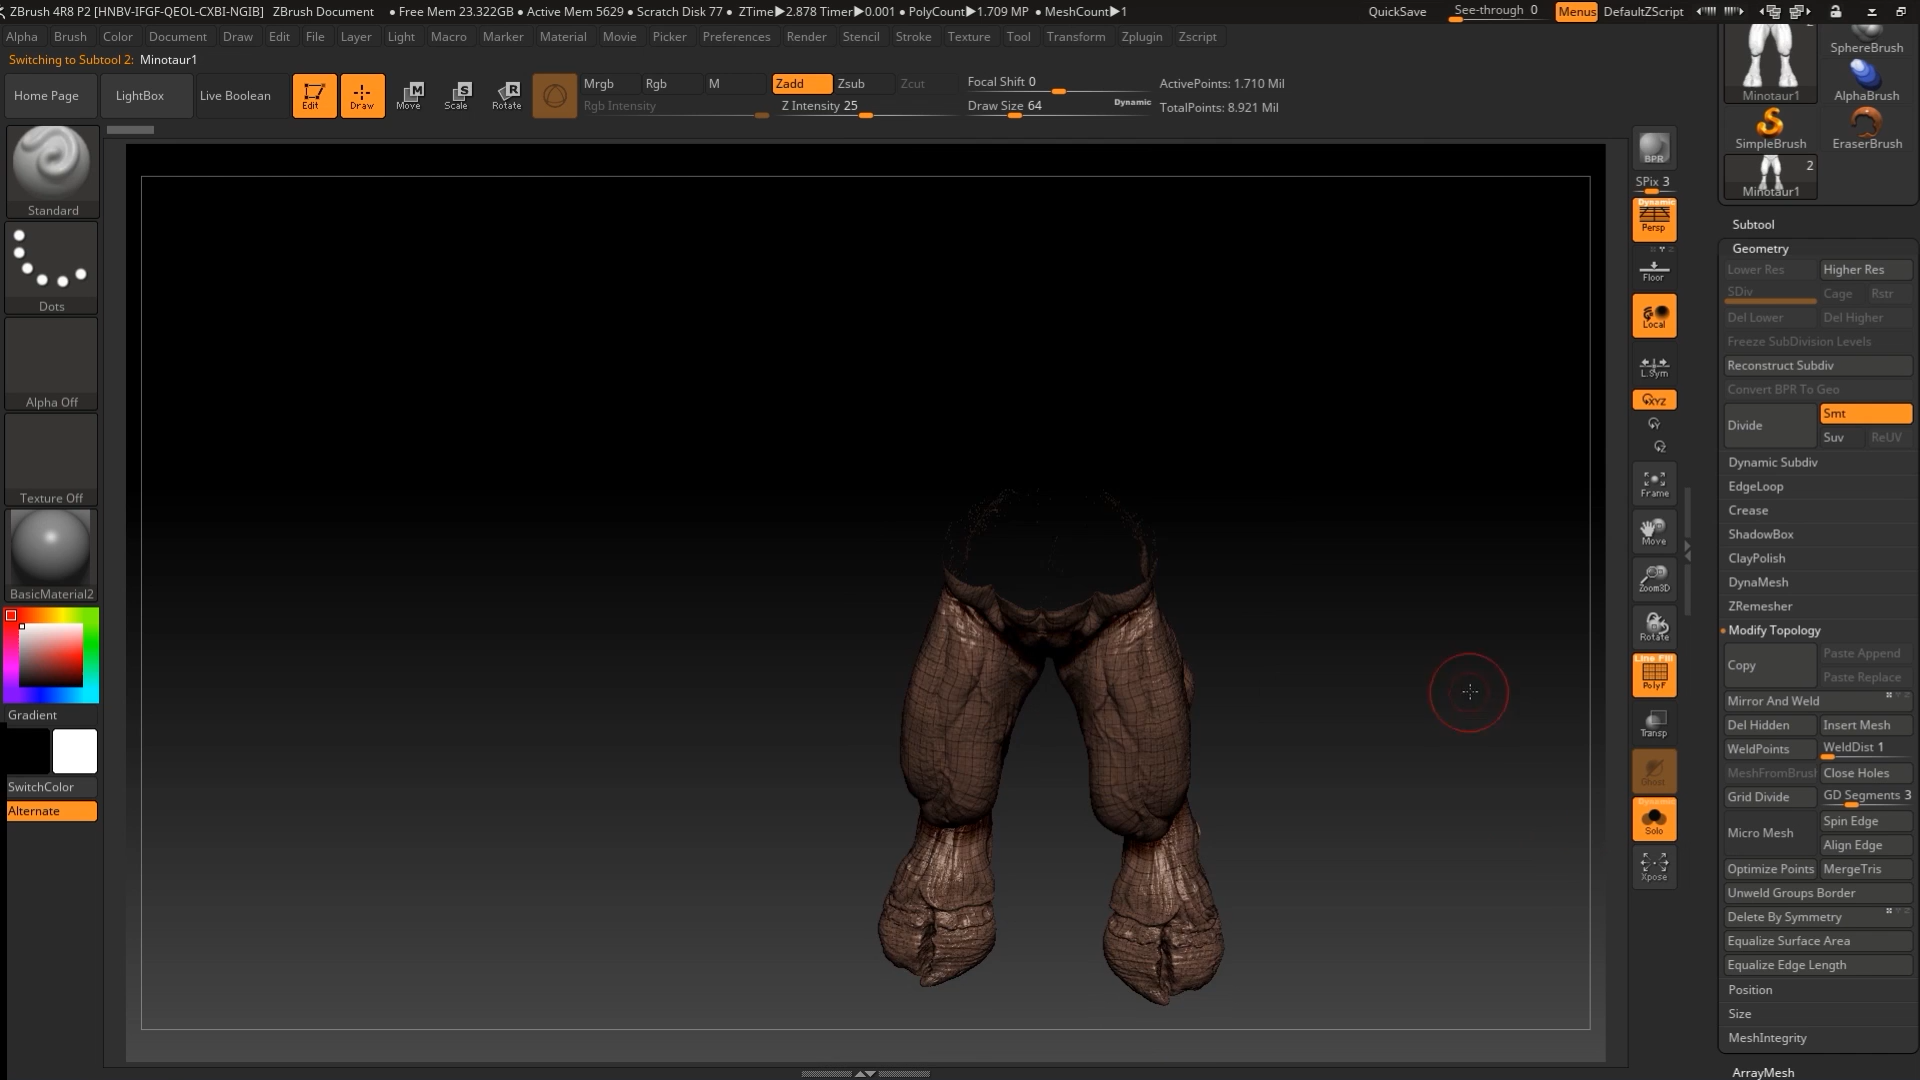 ZBrush 4R8 P2 [HNBV-IFGF-QEOL-CXBI-NGIB]   ZBrush Document   • Free Mem 23.322GB • Active Mem 5629 • Scratch Disk 77 • ZTime▶2.878 Timer▶0.001 • PolyCount▶1.709 MP • MeshCount▶1   QuickSave   See-through 0   Menus   DefaultZScript
Alpha Brush Color Document Draw Edit File Layer Light Macro Marker Material Movie Picker Preferences Render Stencil Stroke Texture Tool Transform Zplugin Zscript
Switching to Subtool 2: Minotaur1
Home Page LightBox Live Boolean Edit Draw Move Scale Rotate
Mrgb Rgb M Zadd Zsub Zcut
Rgb Intensity Z Intensity 25
Focal Shift 0
Draw Size 64 Dynamic
ActivePoints: 1.710 Mil
TotalPoints: 8.921 Mil
Standard
Dots
Alpha Off
Texture Off
BasicMaterial2
Gradient
SwitchColor
Alternate
BPR
SPix 3
Dynamic
Persp
Floor
Local
L.Sym
XYZ
Frame
Move
Zoom3D
Rotate
Line Fill
PolyF
Transp
Ghost
Dynamic
Solo
Xpose
SphereBrush
Minotaur1 AlphaBrush
SimpleBrush EraserBrush
2
Minotaur1
Subtool
Geometry
Lower Res Higher Res
SDiv Cage Rstr
Del Lower Del Higher
Freeze SubDivision Levels
Reconstruct Subdiv
Convert BPR To Geo
Divide Smt
Suv ReUV
Dynamic Subdiv
EdgeLoop
Crease
ShadowBox
ClayPolish
DynaMesh
ZRemesher
Modify Topology
Copy Paste Append
Paste Replace
Mirror And Weld
Del Hidden Insert Mesh
WeldPoints WeldDist 1
MeshFromBrush Close Holes
Grid Divide GD Segments 3
Micro Mesh Spin Edge
Align Edge
Optimize Points MergeTris
Unweld Groups Border
Delete By Symmetry
Equalize Surface Area
Equalize Edge Length
Position
Size
MeshIntegrity
ArrayMesh